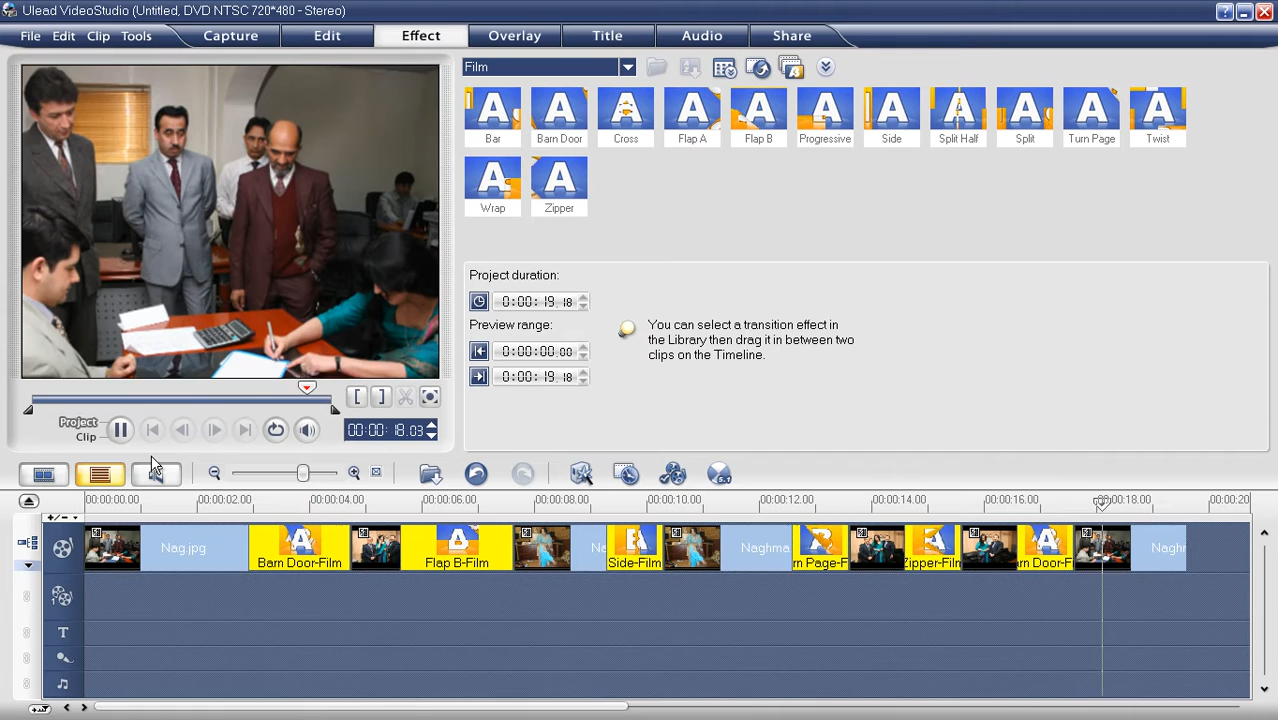 Ulead VideoStudio (Untitled, DVD NTSC 720*480 - Stereo)
File Edit Clip Tools Capture Edit Effect Overlay Title Audio Share
Film
Bar Barn Door Cross Flap A Flap B Progressive Side Split Half Split Turn Page Twist
Wrap Zipper
Project duration:
0:00:19.18
Preview range:
0:00:00.00
0:00:19.18
You can select a transition effect in
the Library then drag it in between two
clips on the Timeline.
Project
Clip
00:00:18.03
5.1
00:00:00.00 00:00:02.00 00:00:04.00 00:00:06.00 00:00:08.00 00:00:10.00 00:00:12.00 00:00:14.00 00:00:16.00 00:00:18.00 00:00:20
+/-
Nag.jpg Na Naghma Naghr
Barn Door-Film Flap B-Film Side-Film rn Page-F Zipper-Film arn Door-F
1
T